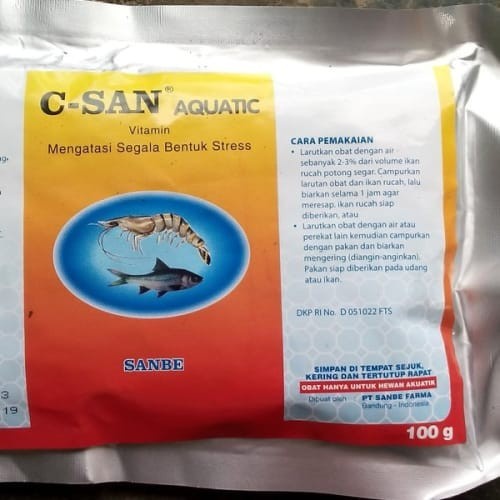 C-SAN® AQUATIC
Vitamin
Mengatasi Segala Bentuk Stress
SANBE
CARA PEMAKAIAN
• Larutkan obat dengan air
sebanyak 2-3% dari volume ikan
rucah potong segar. Campurkan
larutan obat dan ikan rucah, lalu
biarkan selama 1 jam agar
meresap. ikan rucah siap
diberikan, atau
• Larutkan obat dengan air atau
perekat lain kemudian campurkan
dengan pakan dan biarkan
mengering (diangin-anginkan).
Pakan siap diberikan pada udang
atau ikan.
DKP RI No. D 051022 FTS
SIMPAN DI TEMPAT SEJUK,
KERING DAN TERTUTUP RAPAT
OBAT HANYA UNTUK HEWAN AKUATIK
Dibuat oleh : PT SANBE FARMA
Bandung - Indonesia
100 g
3
19